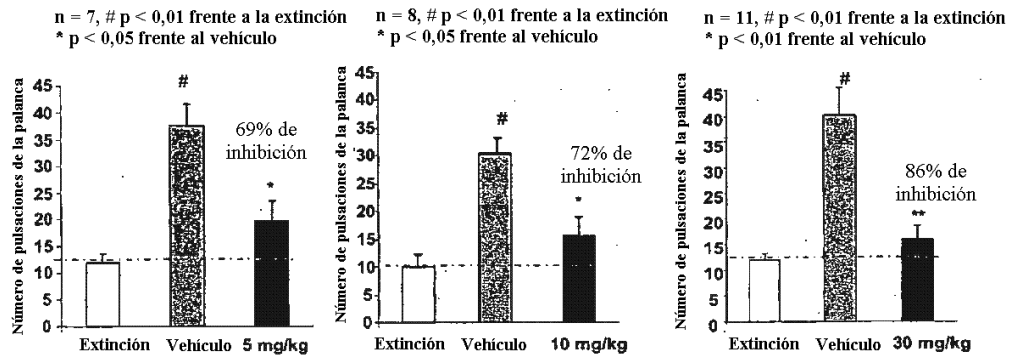 n = 7, # p < 0,01 frente a la extinción
* p < 0,05 frente al vehículo
Número de pulsaciones de la palanca
45
40
35
30
25
20
15
10
5
0
#
69% de
inhibición
*
Extinción Vehículo 5 mg/kg
n = 8, # p < 0,01 frente a la extinción
* p < 0,05 frente al vehículo
Número de pulsaciones de la palanca
45
40
35
30
25
20
15
10
5
0
#
72% de
inhibición
*
Extinción Vehículo 10 mg/kg
n = 11, # p < 0,01 frente a la extinción
* p < 0,01 frente al vehículo
Número de pulsaciones de la palanca
45
40
35
30
25
20
15
10
5
0
#
86% de
inhibición
**
Extinción Vehículo 30 mg/kg